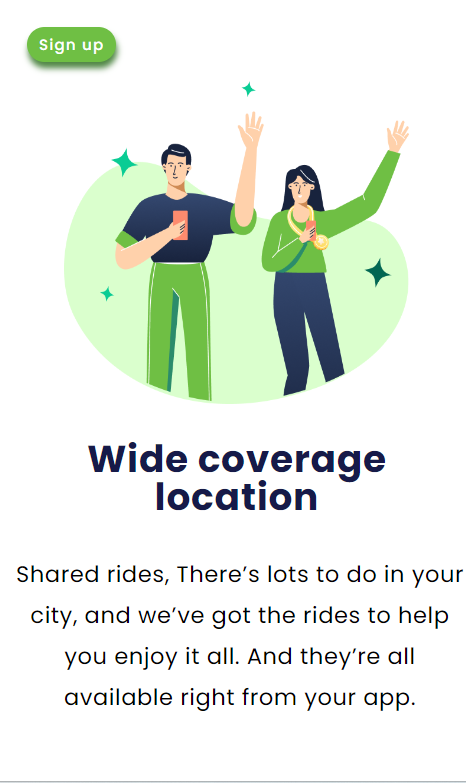 Sign up
Wide coverage
location
Shared rides, There’s lots to do in your
city, and we’ve got the rides to help
you enjoy it all. And they’re all
available right from your app.